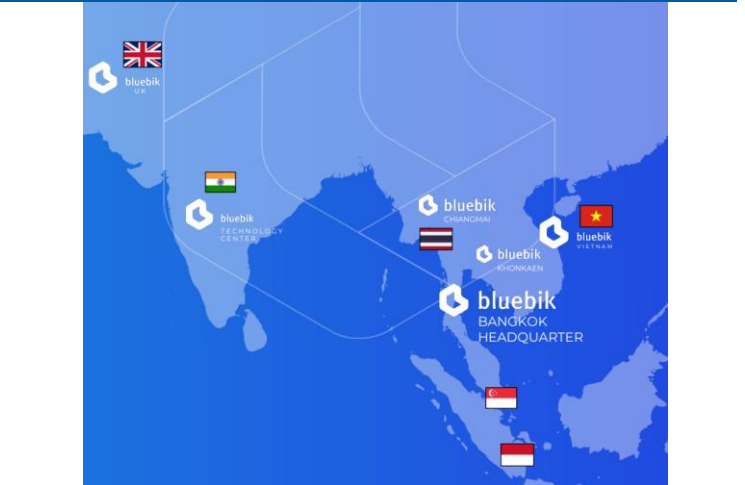 bluebik
UK
bluebik
TECHNOLOGY
CENTER
bluebik
CHIANGMAI
bluebik
VIETNAM
bluebik
KHONKAEN
bluebik
BANGKOK
HEADQUARTER